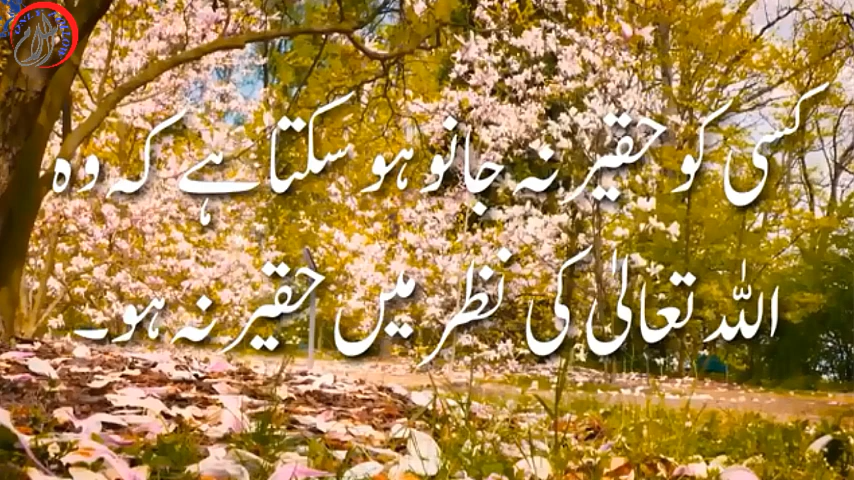 کسی کو حقیر نہ جانو ہو سکتا ہے کہ وہ
اللہ تعالیٰ کی نظر میں حقیر نہ ہو۔